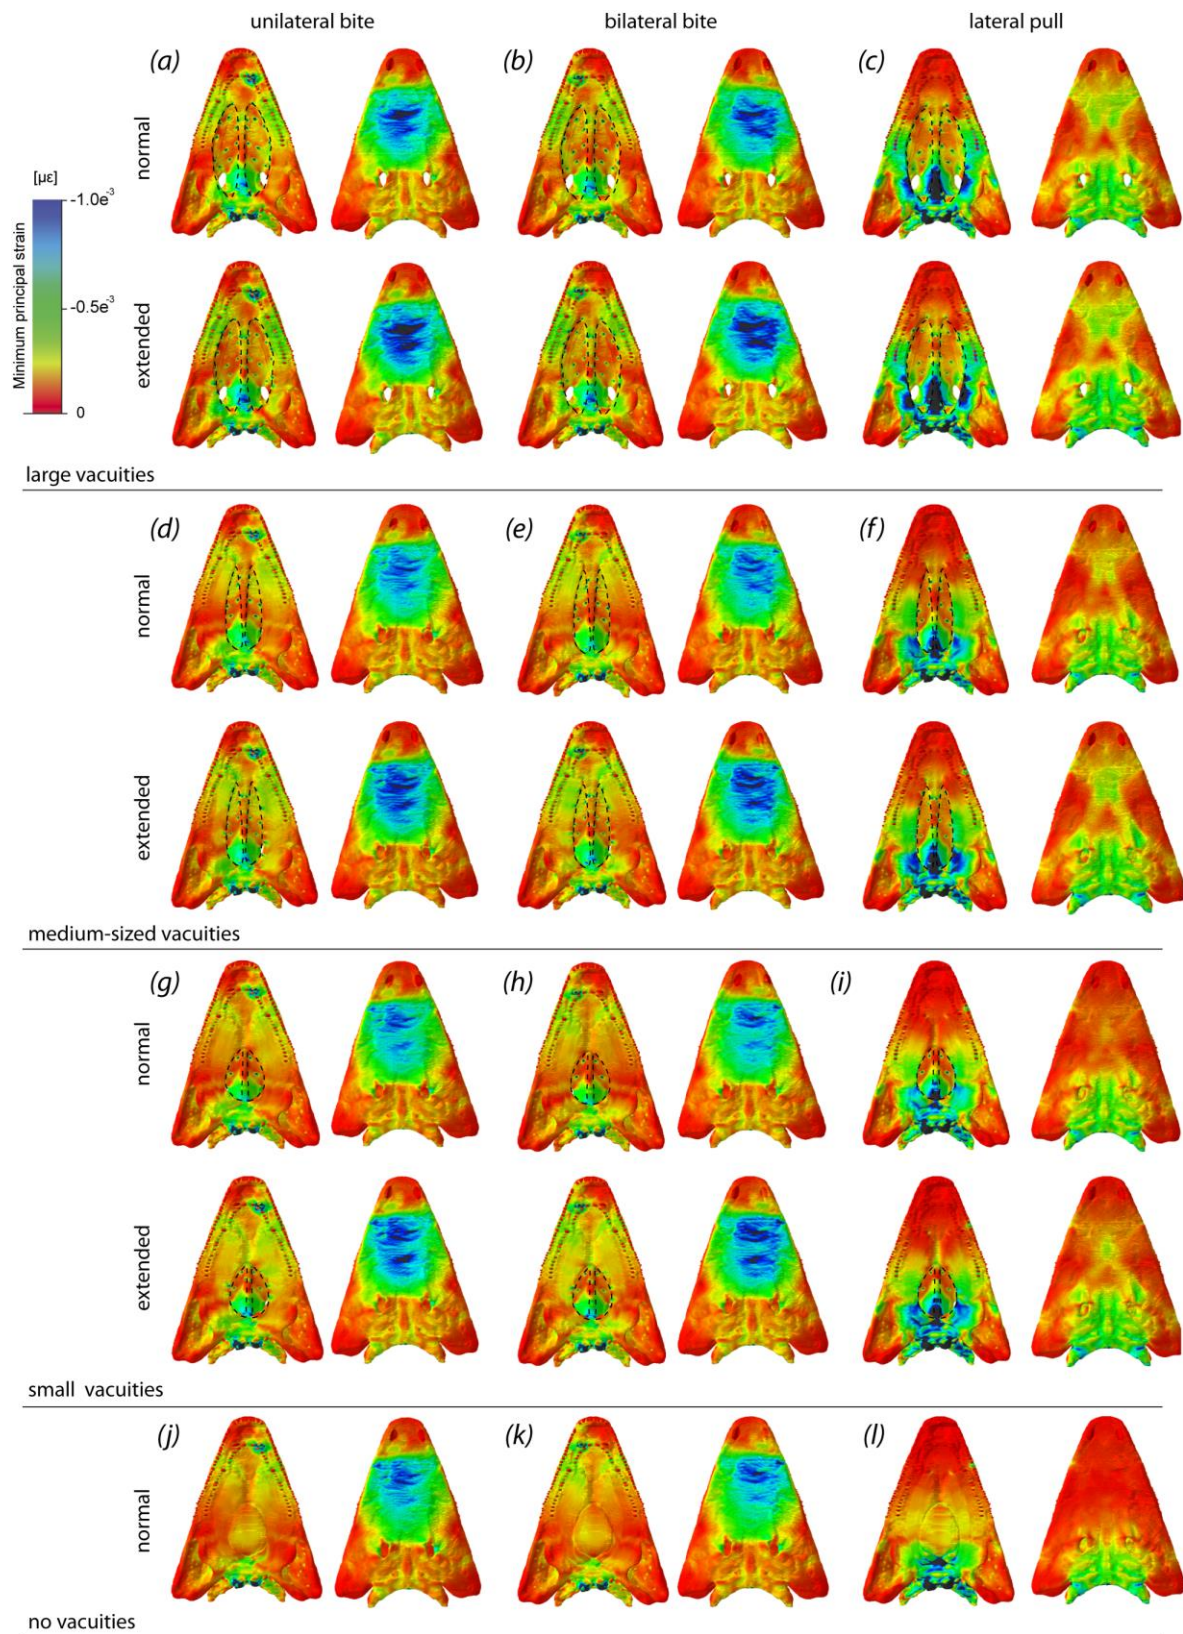 unilateral bite
bilateral bite
lateral pull
(a)
(b)
(c)
normal
[με]
-1.0e⁻³
-0.5e⁻³
0
Minimum principal strain
extended
large vacuities
(d)
(e)
(f)
normal
extended
medium-sized vacuities
(g)
(h)
(i)
normal
extended
small vacuities
(j)
(k)
(l)
normal
no vacuities